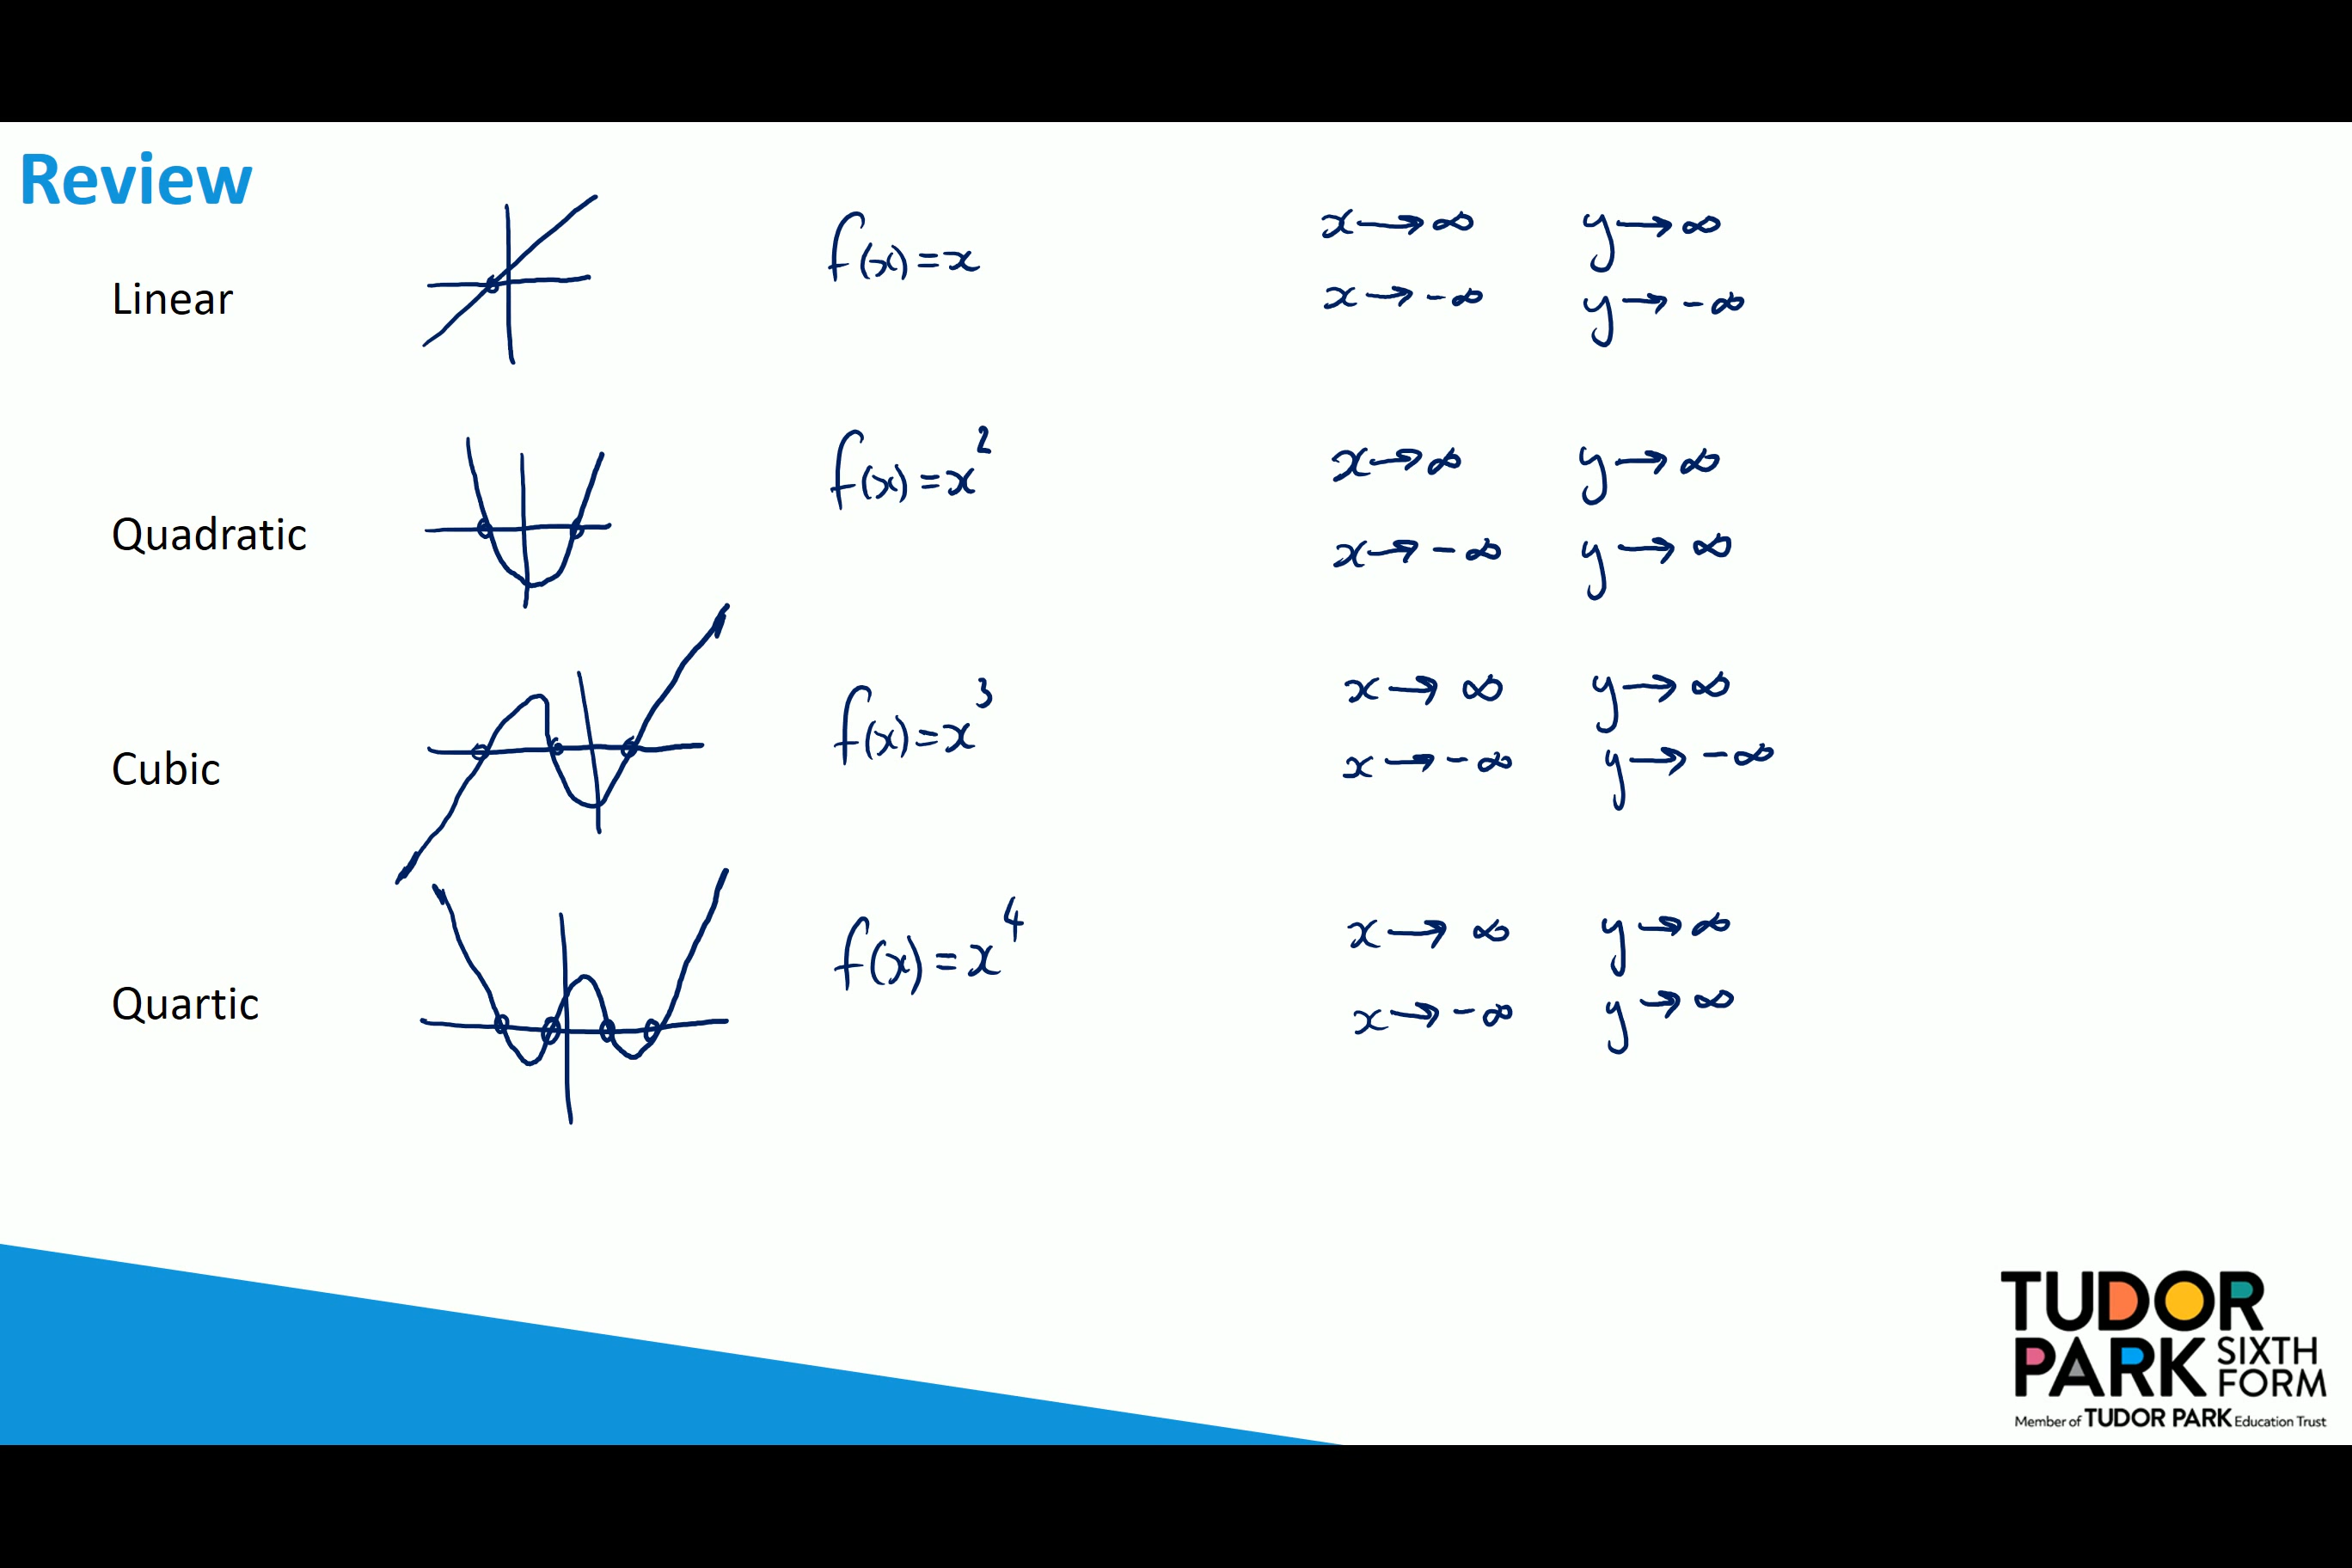 Review
Linear
f(x) = x
x → ∞ y → ∞
x → -∞ y → -∞
Quadratic
f(x) = x²
x → ∞ y → ∞
x → -∞ y → ∞
Cubic
f(x) = x³
x → ∞ y → ∞
x → -∞ y → -∞
Quartic
f(x) = x⁴
x → ∞ y → ∞
x → -∞ y → ∞
TUDOR
PARK SIXTH FORM
Member of TUDOR PARK Education Trust